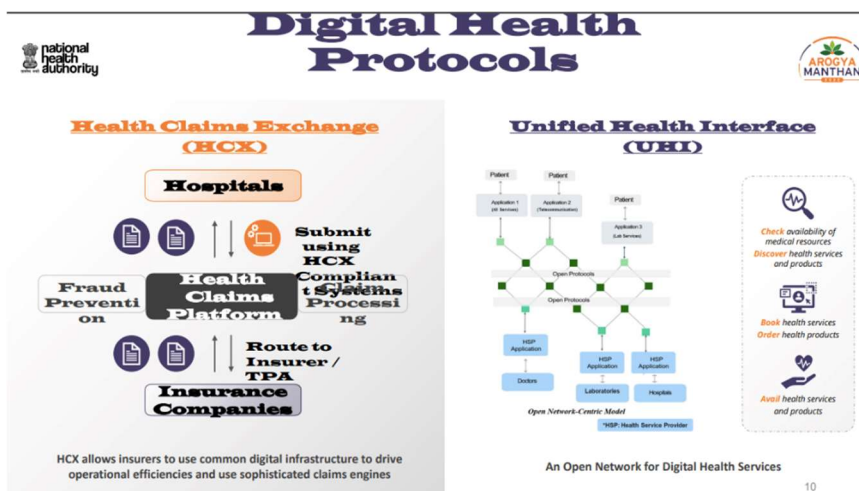 Digital Health
Protocols
national
health
authority
AROGYA
MANTHAN
Health Claims Exchange
(HCX)
Hospitals
Submit
using
HCX
Complian
t Systems
Fraud
Preventi
on
Health
Claims
Platform
Claim
Processi
ng
Route to
Insurer /
TPA
Insurance
Companies
HCX allows insurers to use common digital infrastructure to drive
operational efficiencies and use sophisticated claims engines
Unified Health Interface
(UHI)
Patient
Patient
Patient
Application 1
(All Services)
Application 2
(Teleconsultation)
Application 3
(Lab Services)
Open Protocols
Open Protocols
HSP
Application
HSP
Application
HSP
Application
Doctors
Laboratories
Hospitals
Open Network-Centric Model
*HSP: Health Service Provider
Check availability of
medical resources
Discover health services
and products
Book health services
Order health products
Avail health services
and products
An Open Network for Digital Health Services
10